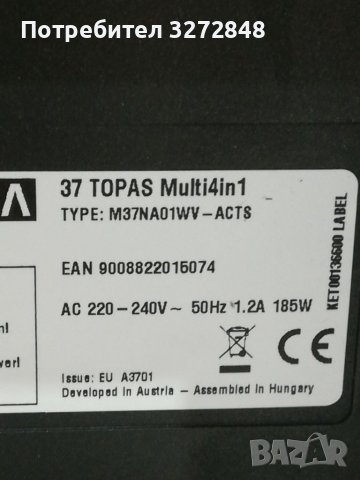 Потребител 3272848
37 TOPAS Multi4in1
TYPE: M37NA01WV-ACTS
EAN 9008822015074
AC 220-240V~ 50Hz 1.2A 185W
CE
Issue: EU A3701
Developed in Austria - Assembled in Hungary
KET00136600 LABEL
BAZAR